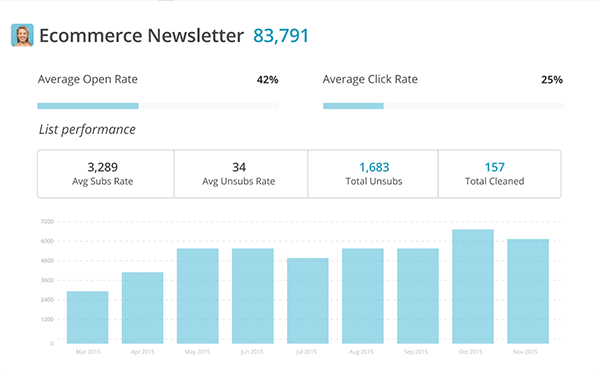 Ecommerce Newsletter 83,791
Average Open Rate 42% Average Click Rate 25%
List performance
3,289 34 1,683 157
Avg Subs Rate Avg Unsubs Rate Total Unsubs Total Cleaned
7200
6000
4800
3600
2400
1200
0
Mar 2015 Apr 2015 May 2015 Jun 2015 Jul 2015 Aug 2015 Sep 2015 Oct 2015 Nov 2015